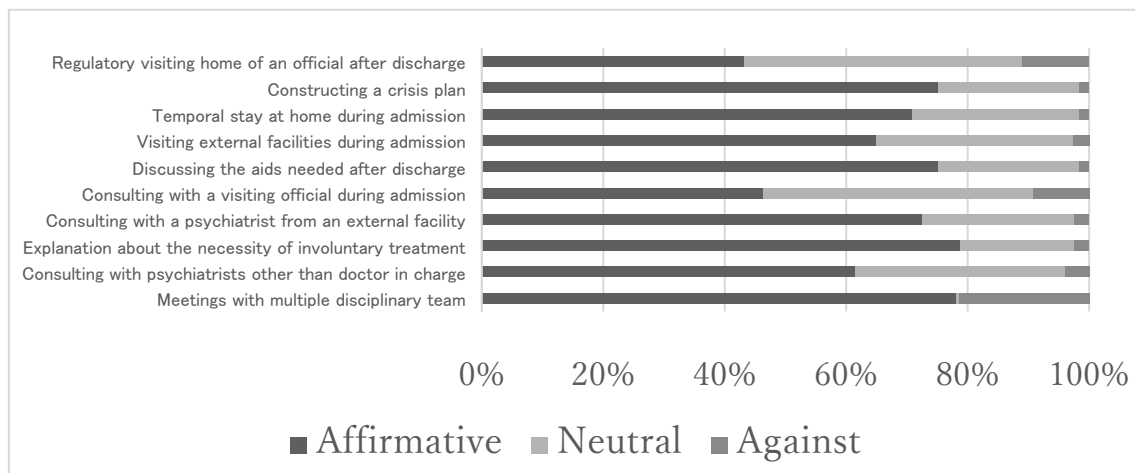 Regulatory visiting home of an official after discharge
Constructing a crisis plan
Temporal stay at home during admission
Visiting external facilities during admission
Discussing the aids needed after discharge
Consulting with a visiting official during admission
Consulting with a psychiatrist from an external facility
Explanation about the necessity of involuntary treatment
Consulting with psychiatrists other than doctor in charge
Meetings with multiple disciplinary team
0% 20% 40% 60% 80% 100%
Affirmative Neutral Against